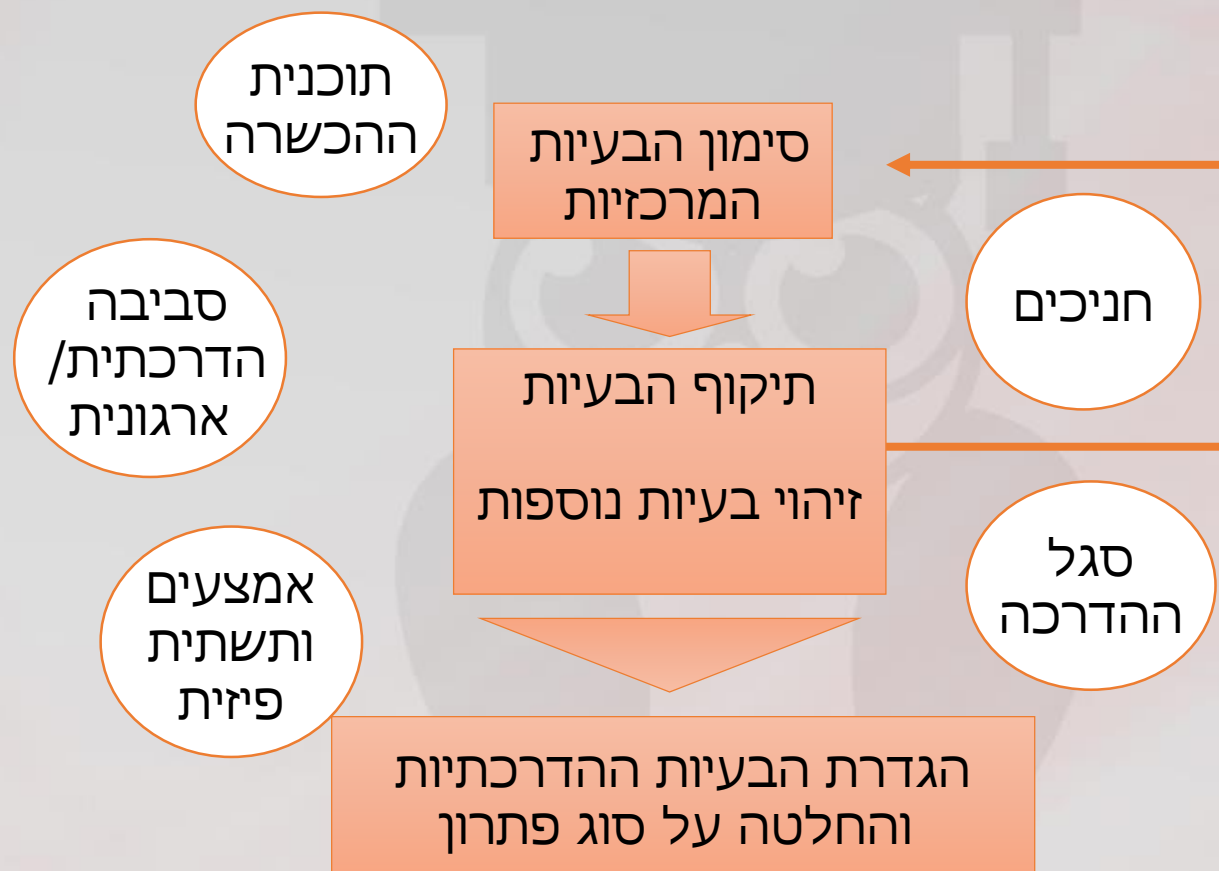 תוכנית
ההכשרה
סימון הבעיות
המרכזיות
חניכים
סביבה
הדרכתית/
ארגונית
תיקוף הבעיות
זיהוי בעיות נוספות
סגל
ההדרכה
אמצעים
ותשתית
פיזית
הגדרת הבעיות ההדרכתיות
והחלטה על סוג פתרון